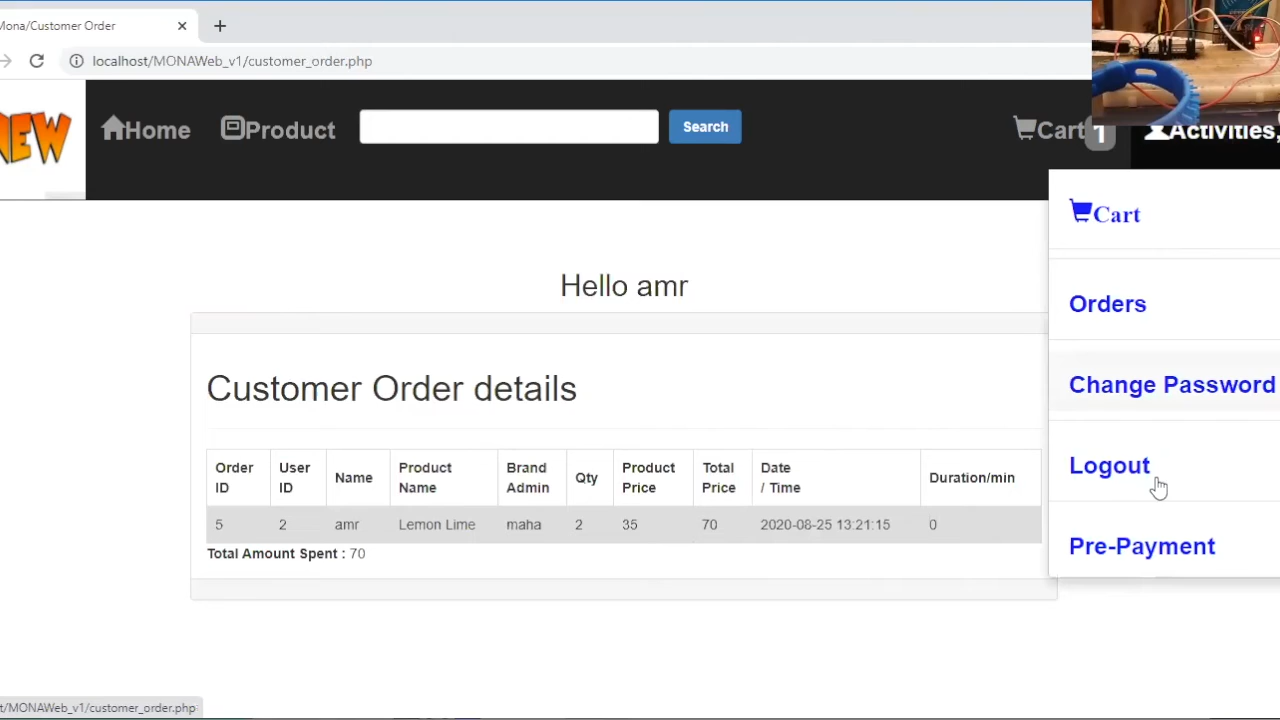 Mona/Customer Order
localhost/MONAWeb_v1/customer_order.php
NEW
Home
Product
Search
Cart 1
Activities,
Cart
Orders
Change Password
Logout
Pre-Payment
Hello amr
Customer Order details
Order ID User ID Name Product Name Brand Admin Qty Product Price Total Price Date / Time Duration/min
5 2 amr Lemon Lime maha 2 35 70 2020-08-25 13:21:15 0
Total Amount Spent : 70
t/MONAWeb_v1/customer_order.php